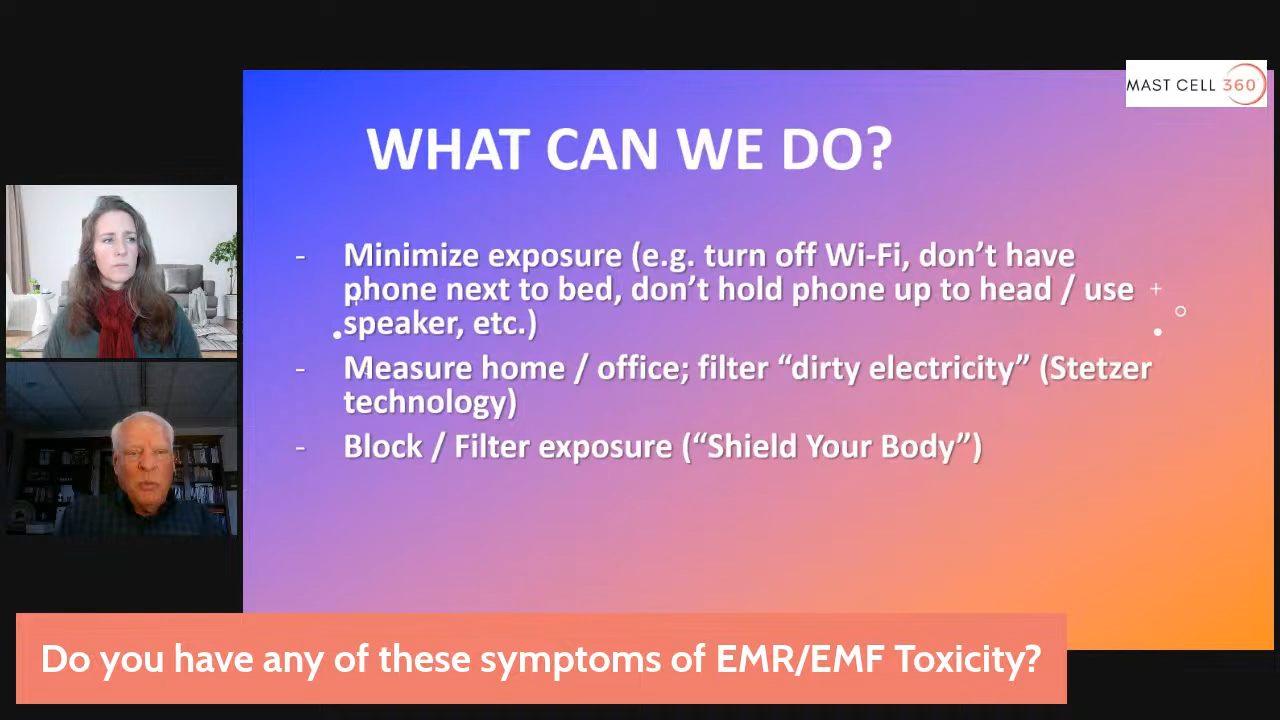 MAST CELL 360
WHAT CAN WE DO?
- Minimize exposure (e.g. turn off Wi-Fi, don't have
phone next to bed, don't hold phone up to head / use
speaker, etc.)
- Measure home / office; filter "dirty electricity" (Stetzer
technology)
- Block / Filter exposure ("Shield Your Body")
Do you have any of these symptoms of EMR/EMF Toxicity?